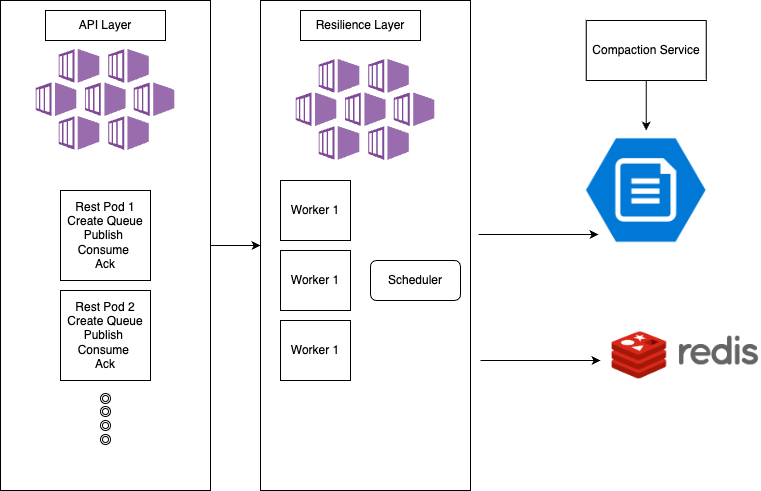 API Layer
Resilience Layer
Compaction Service
Rest Pod 1
Create Queue
Publish
Consume
Ack
Rest Pod 2
Create Queue
Publish
Consume
Ack
Worker 1
Worker 1
Worker 1
Scheduler
redis